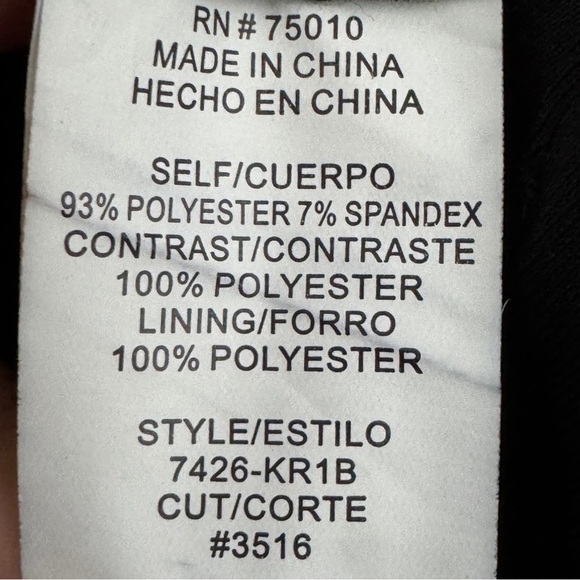 RN # 75010
MADE IN CHINA
HECHO EN CHINA
SELF/CUERPO
93% POLYESTER 7% SPANDEX
CONTRAST/CONTRASTE
100% POLYESTER
LINING/FORRO
100% POLYESTER
STYLE/ESTILO
7426-KR1B
CUT/CORTE
#3516